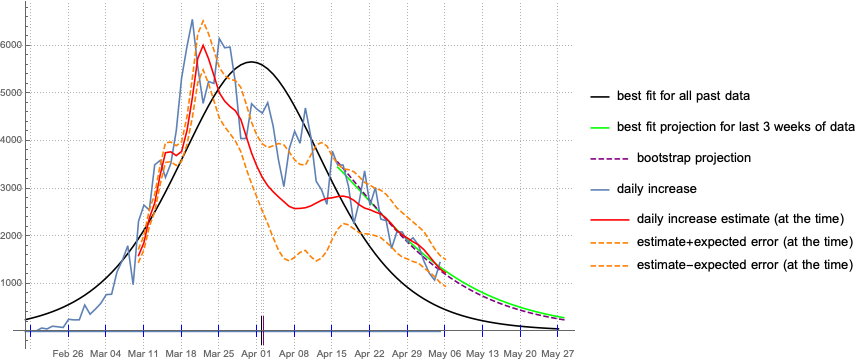 6000
5000
4000
3000
2000
1000
Feb 26 Mar 04 Mar 11 Mar 18 Mar 25 Apr 01 Apr 08 Apr 15 Apr 22 Apr 29 May 06 May 13 May 20 May 27
best fit for all past data
best fit projection for last 3 weeks of data
bootstrap projection
daily increase
daily increase estimate (at the time)
estimate+expected error (at the time)
estimate−expected error (at the time)